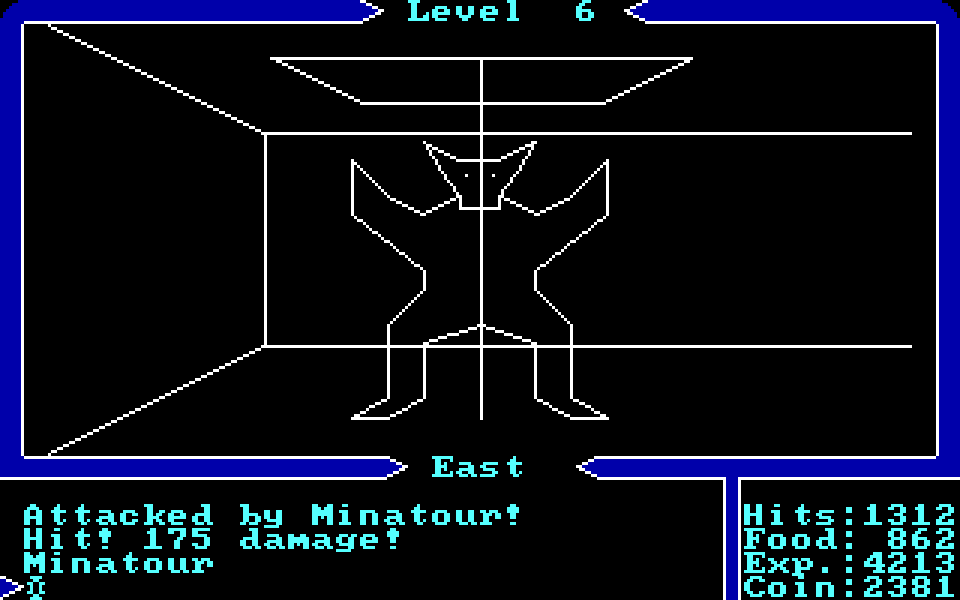 Level 6
East
Attacked by Minatour!
Hit! 175 damage!
Minatour
Hits:1312
Food: 862
Exp.:4213
Coin:2381